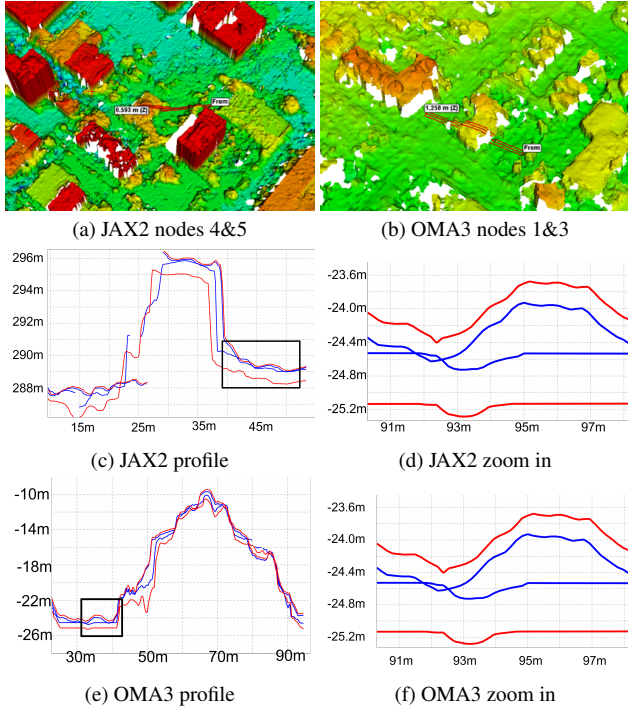 0.593 m (Z) From
1.258 m (Z)
From
(a) JAX2 nodes 4&5 (b) OMA3 nodes 1&3
296m
294m
292m
290m
288m
15m 25m 35m 45m
-23.6m
-24.0m
-24.4m
-24.8m
-25.2m
91m 93m 95m 97m
(c) JAX2 profile (d) JAX2 zoom in
-10m
-14m
-18m
-22m
-26m
30m 50m 70m 90m
-23.6m
-24.0m
-24.4m
-24.8m
-25.2m
91m 93m 95m 97m
(e) OMA3 profile (f) OMA3 zoom in